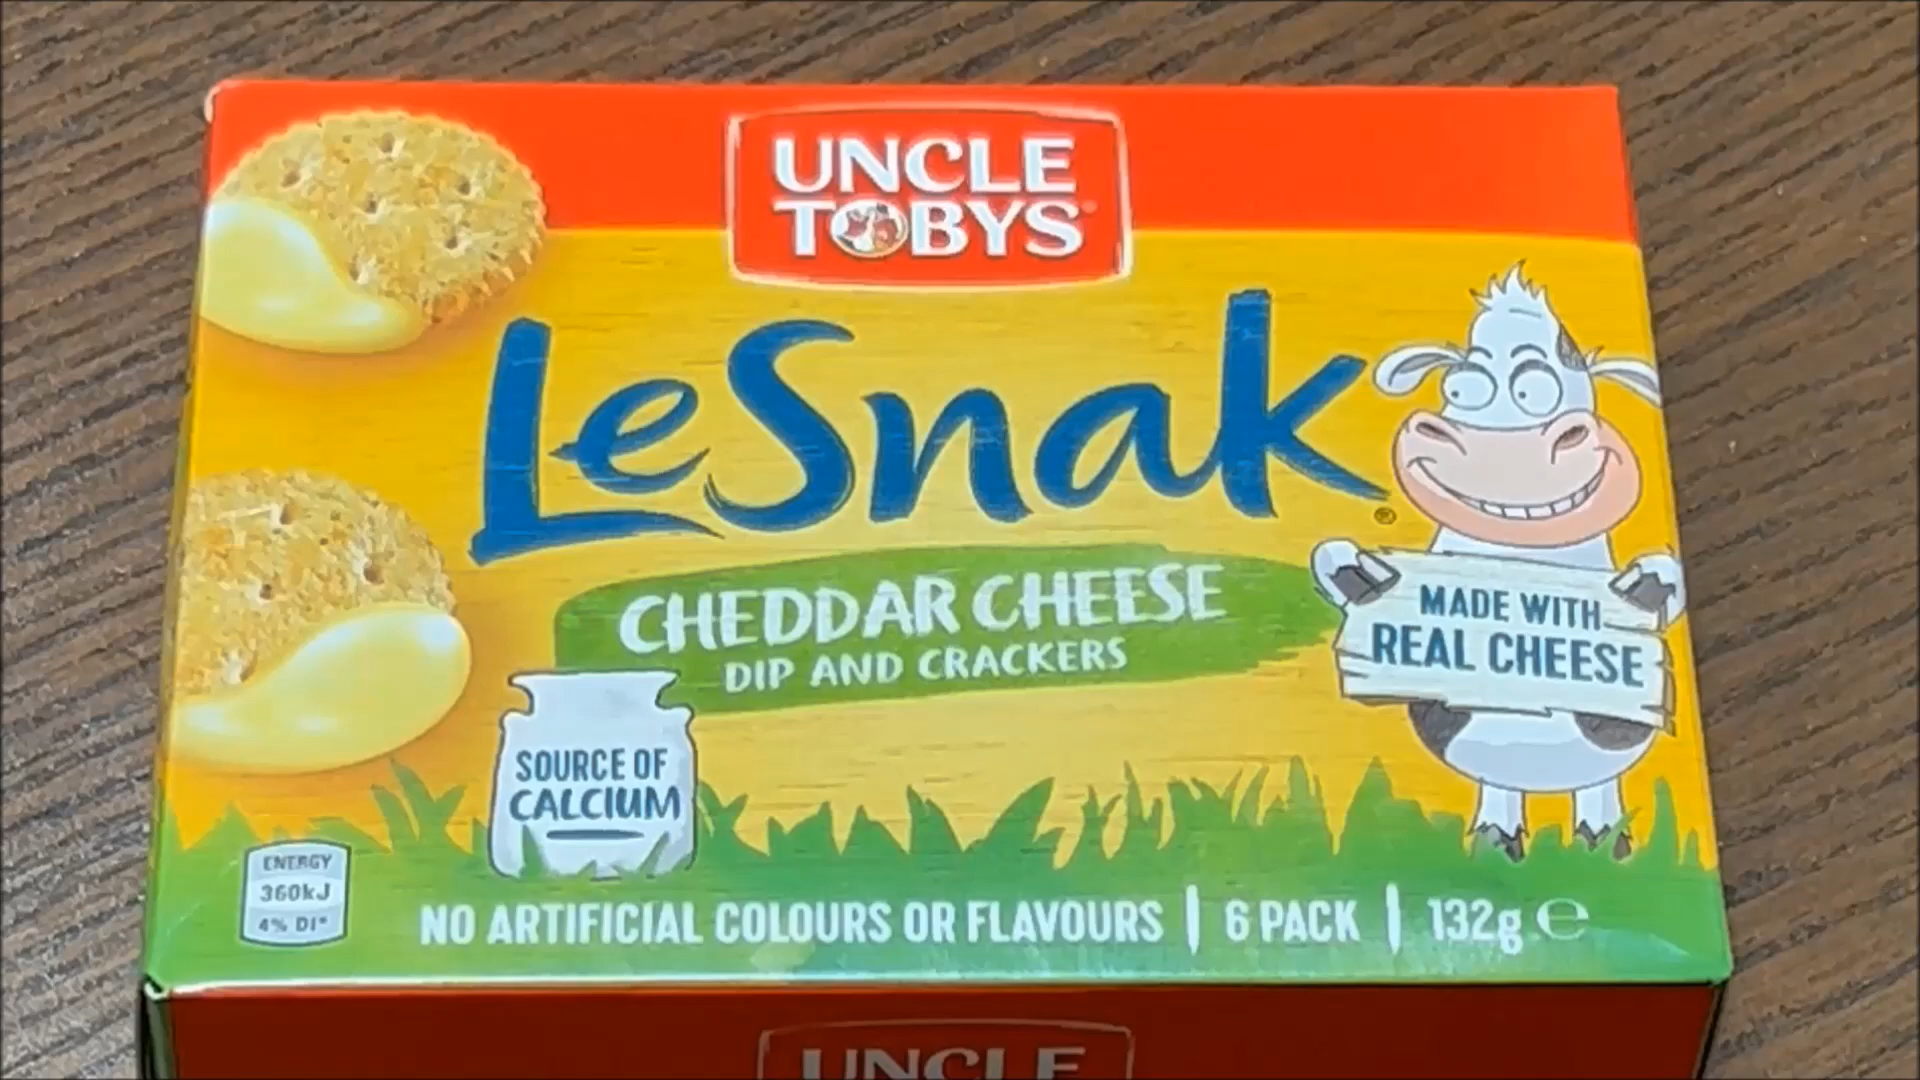 UNCLE
TOBYS
LeSnak®
CHEDDAR CHEESE
DIP AND CRACKERS
MADE WITH
REAL CHEESE
SOURCE OF
CALCIUM
ENERGY
360kJ
4% DI*
NO ARTIFICIAL COLOURS OR FLAVOURS | 6 PACK | 132g ℮
UNCLE